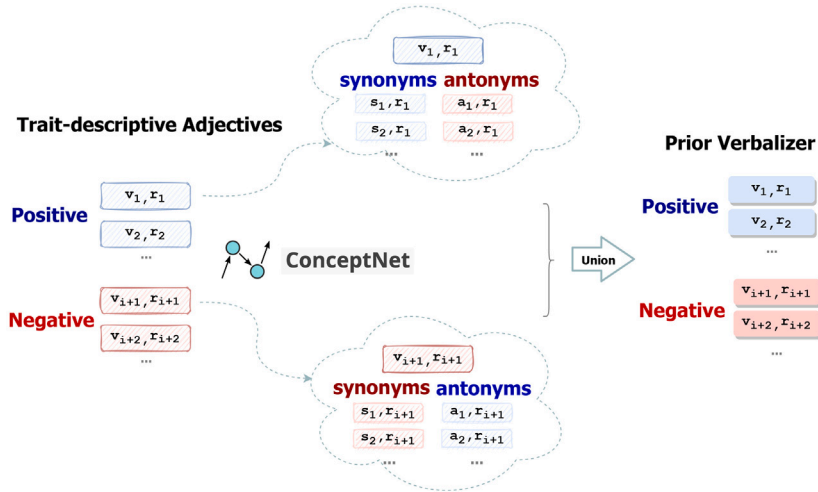 Trait-descriptive Adjectives
Positive
v1,r1
v2,r2
...
Negative
vi+1,ri+1
vi+2,ri+2
...
v1,r1
synonyms antonyms
s1,r1 a1,r1
s2,r1 a2,r1
... ...
ConceptNet
vi+1,ri+1
synonyms antonyms
s1,ri+1 a1,ri+1
s2,ri+1 a2,ri+1
... ...
Union
Prior Verbalizer
Positive
v1,r1
v2,r2
...
Negative
vi+1,ri+1
vi+2,ri+2
...